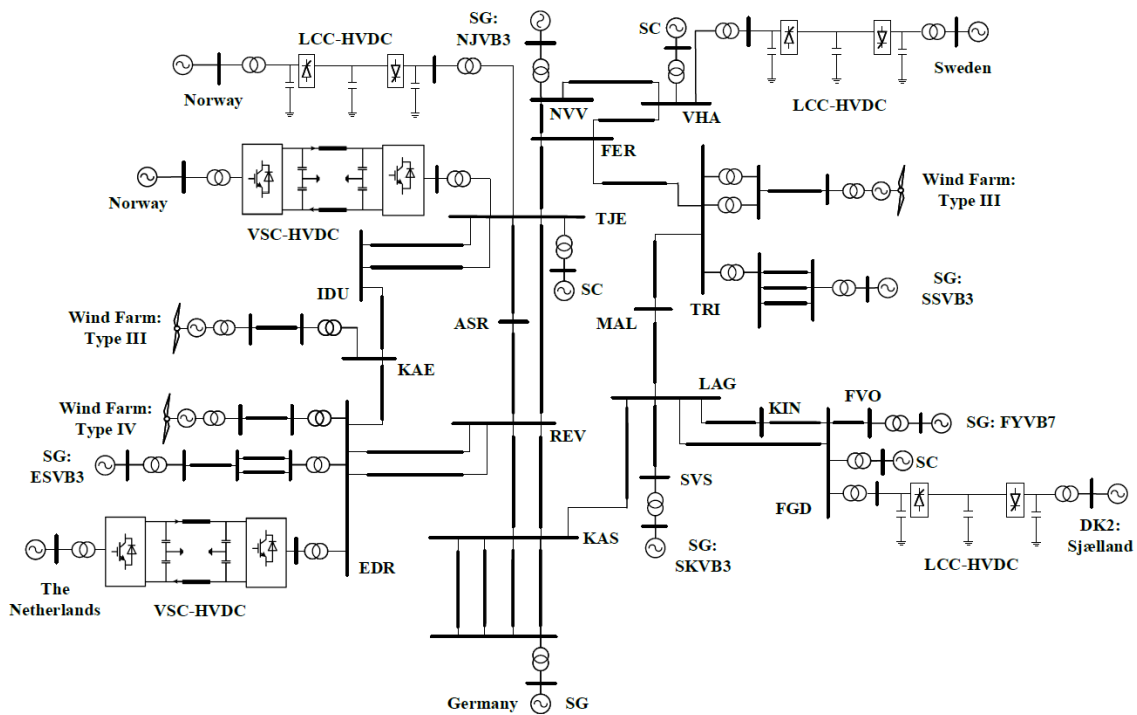 SG:
NJVB3
SC
LCC-HVDC
Norway
NVV
VHA
Sweden
LCC-HVDC
FER
Wind Farm:
Type III
Norway
VSC-HVDC
TJE
IDU
SC
TRI
SG:
SSVB3
Wind Farm:
Type III
ASR
MAL
KAE
LAG
Wind Farm:
Type IV
KIN
FVO
REV
SG: FYVB7
SG:
ESVB3
SC
SVS
FGD
KAS
SG:
SKVB3
DK2:
Sjælland
EDR
LCC-HVDC
The
Netherlands
VSC-HVDC
Germany
SG